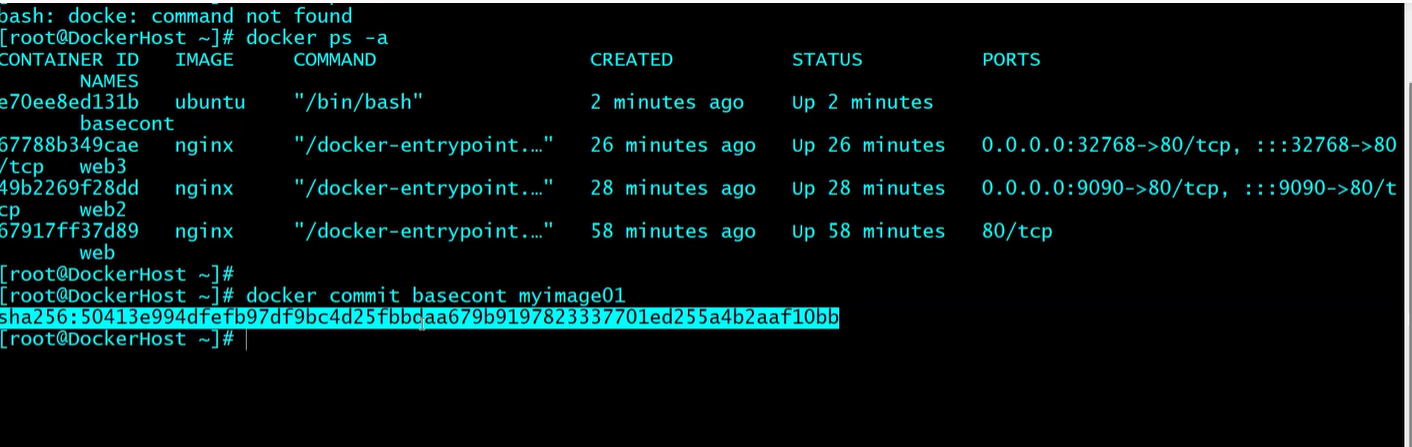 bash: docke: command not found
[root@DockerHost ~]# docker ps -a
CONTAINER ID   IMAGE     COMMAND                  CREATED          STATUS          PORTS
       NAMES
e70ee8ed131b   ubuntu    "/bin/bash"              2 minutes ago    Up 2 minutes
       basecont
67788b349cae   nginx     "/docker-entrypoint.…"   26 minutes ago   Up 26 minutes   0.0.0.0:32768->80/tcp, :::32768->80
/tcp   web3
49b2269f28dd   nginx     "/docker-entrypoint.…"   28 minutes ago   Up 28 minutes   0.0.0.0:9090->80/tcp, :::9090->80/t
cp     web2
67917ff37d89   nginx     "/docker-entrypoint.…"   58 minutes ago   Up 58 minutes   80/tcp
       web
[root@DockerHost ~]#
[root@DockerHost ~]# docker commit basecont myimage01
sha256:50413e994dfefb97df9bc4d25fbbdaa679b9197823337701ed255a4b2aaf10bb
[root@DockerHost ~]#